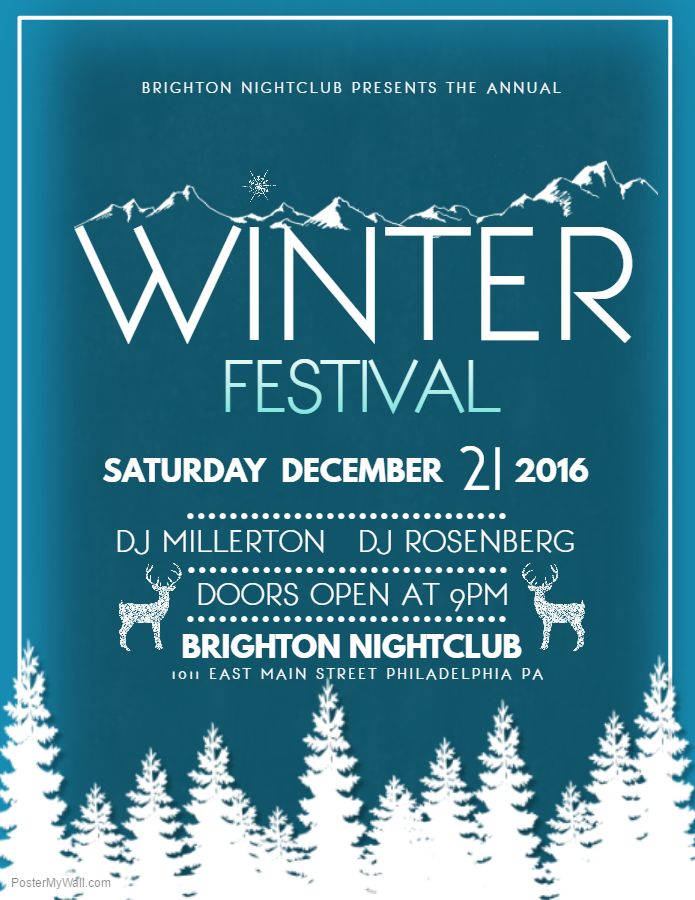 BRIGHTON NIGHTCLUB PRESENTS THE ANNUAL
WINTER
FESTIVAL
SATURDAY DECEMBER 21 2016
DJ MILLERTON DJ ROSENBERG
DOORS OPEN AT 9PM
BRIGHTON NIGHTCLUB
1011 EAST MAIN STREET PHILADELPHIA PA
PosterMyWall.com